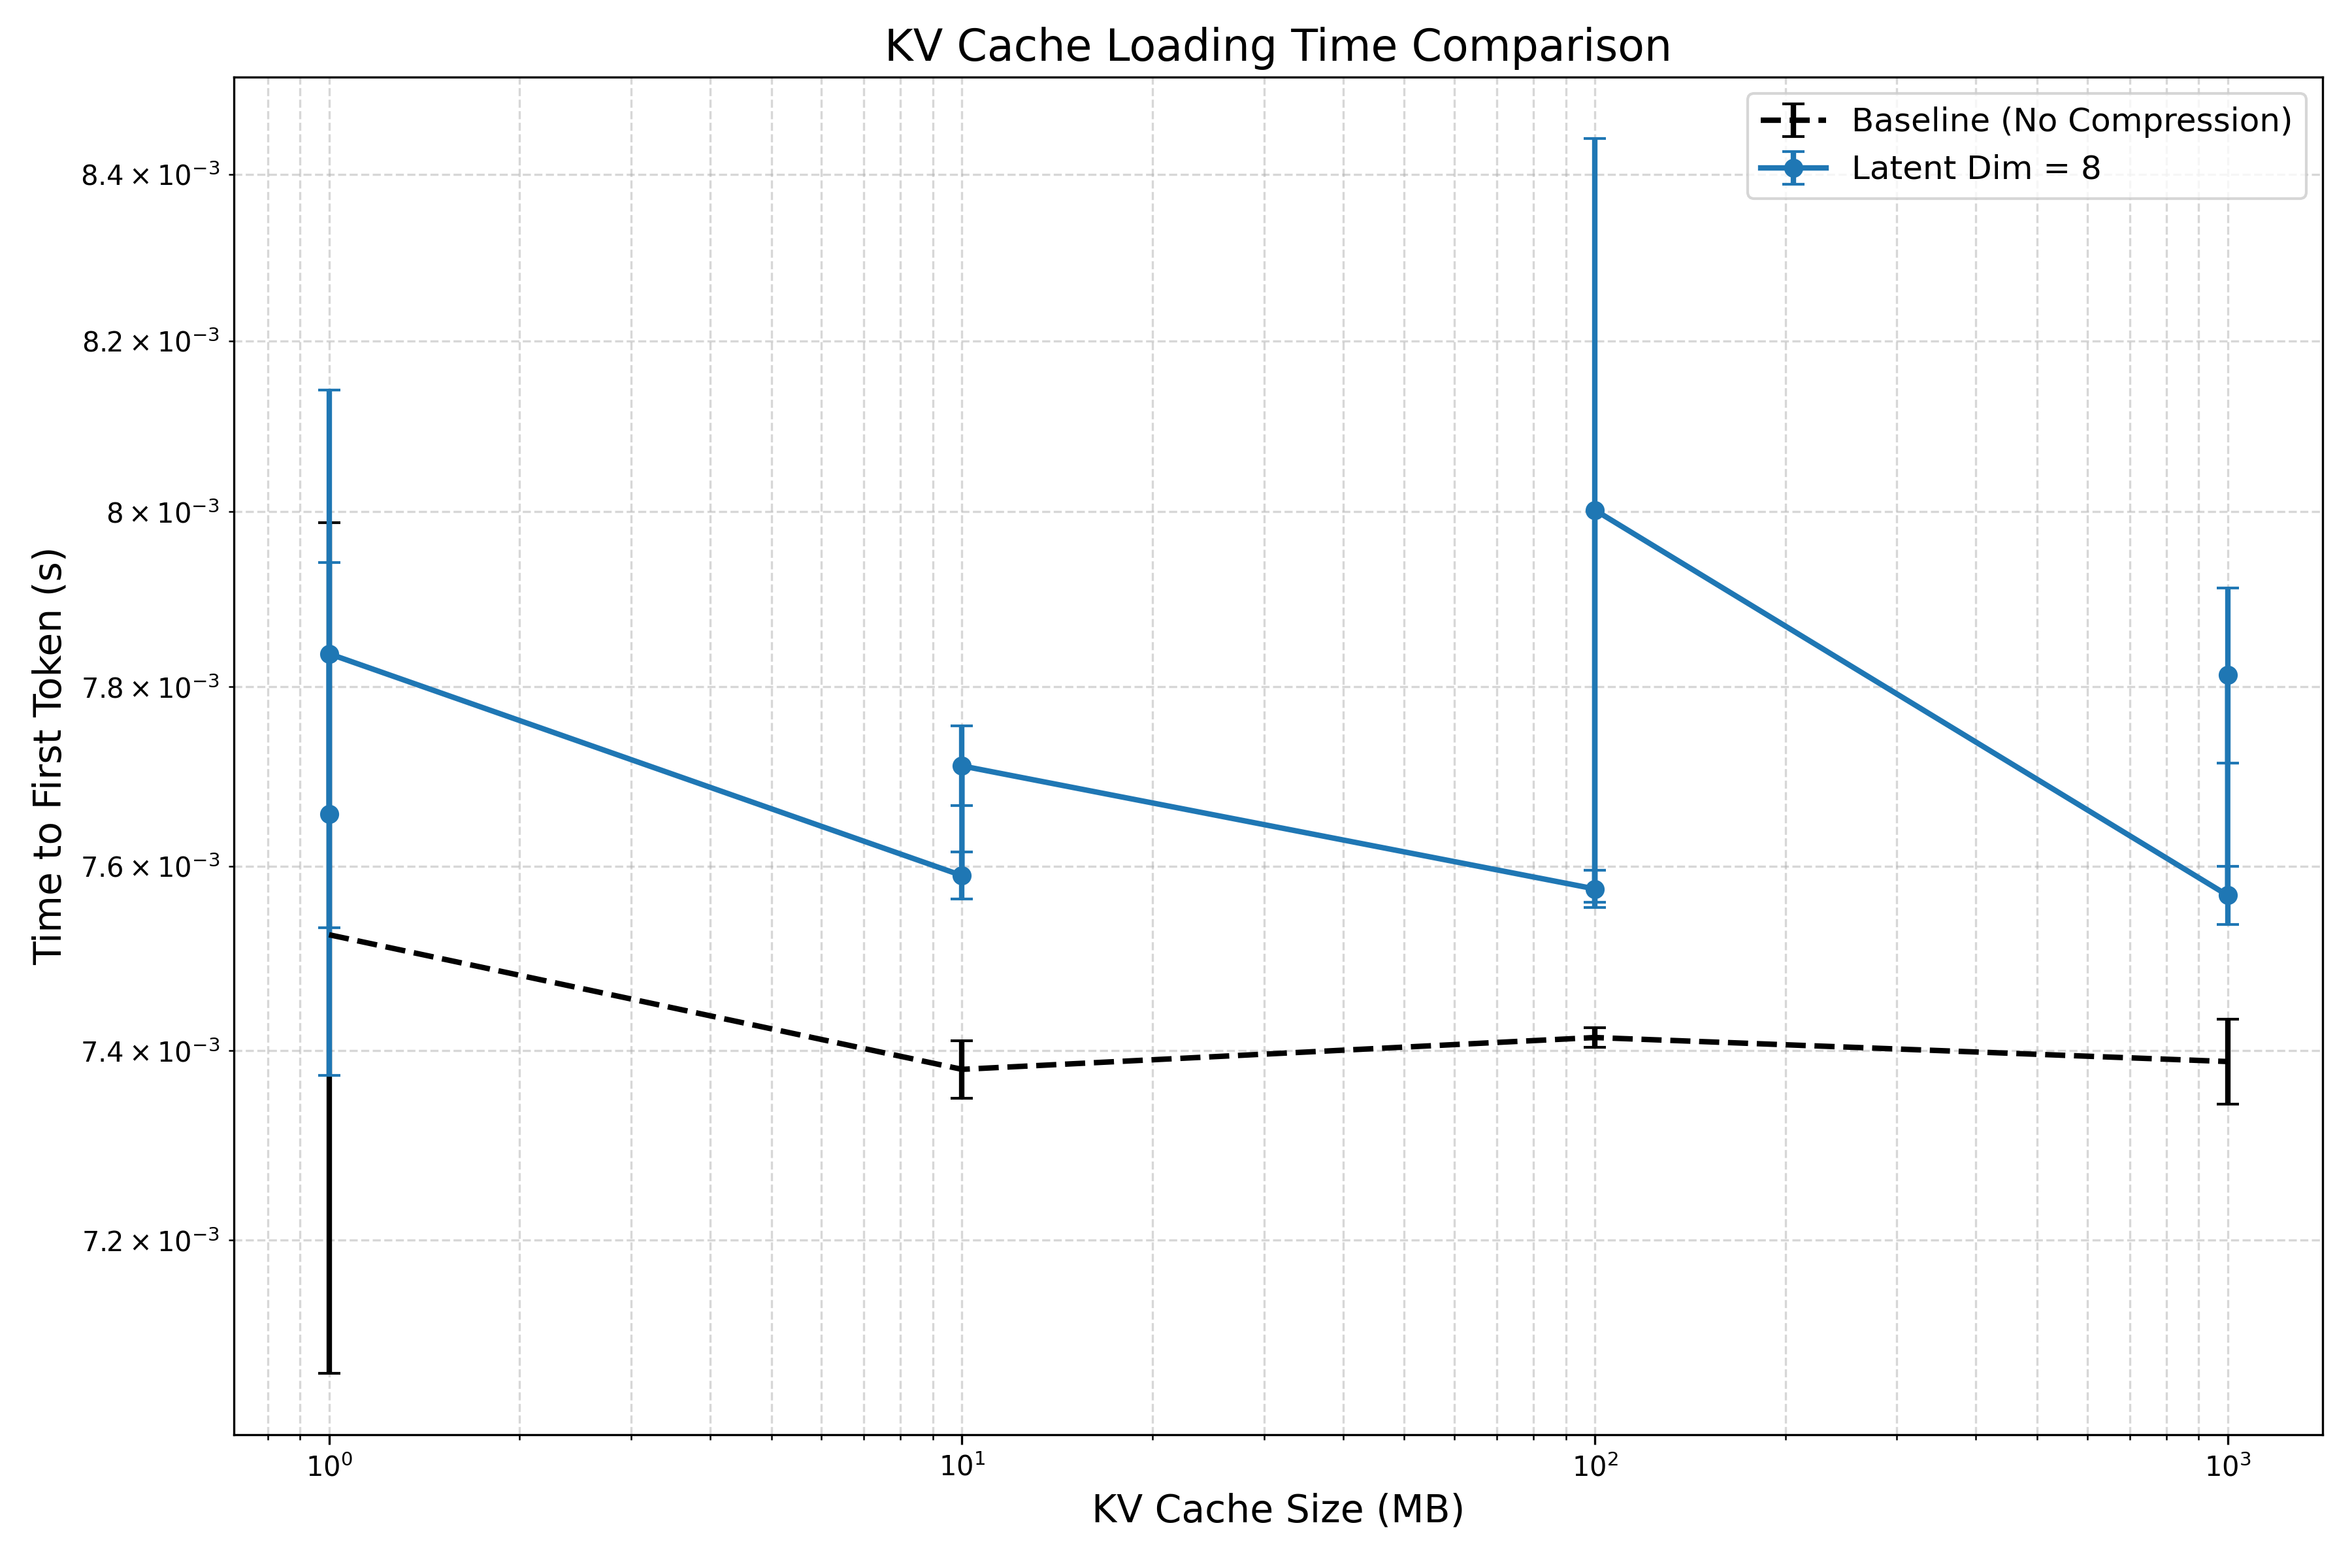 KV Cache Loading Time Comparison
Baseline (No Compression)
Latent Dim = 8
Time to First Token (s)
8.4 × 10⁻³
8.2 × 10⁻³
8 × 10⁻³
7.8 × 10⁻³
7.6 × 10⁻³
7.4 × 10⁻³
7.2 × 10⁻³
10⁰ 10¹ 10² 10³
KV Cache Size (MB)